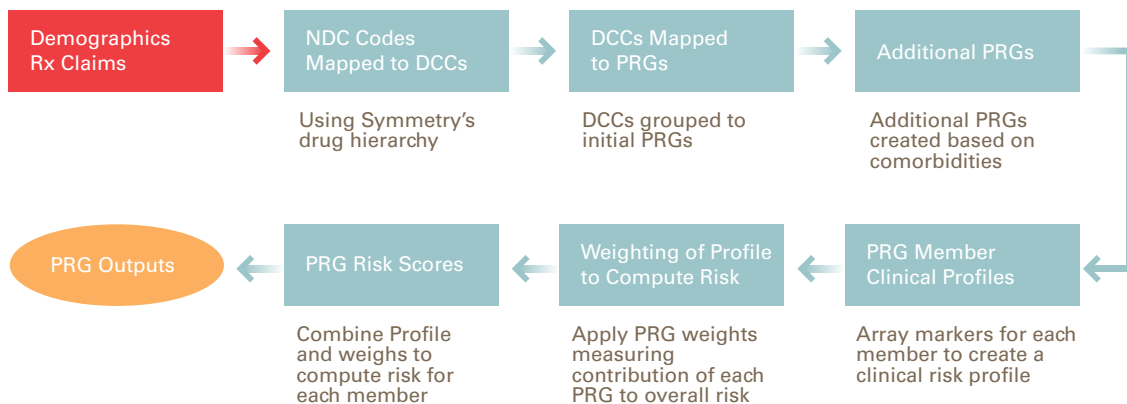 Demographics
Rx Claims
NDC Codes
Mapped to DCCs
Using Symmetry's
drug hierarchy
DCCs Mapped
to PRGs
DCCs grouped to
initial PRGs
Additional PRGs
Additional PRGs
created based on
comorbidities
PRG Member
Clinical Profiles
Array markers for each
member to create a
clinical risk profile
Weighting of Profile
to Compute Risk
Apply PRG weights
measuring
contribution of each
PRG to overall risk
PRG Risk Scores
Combine Profile
and weighs to
compute risk for
each member
PRG Outputs